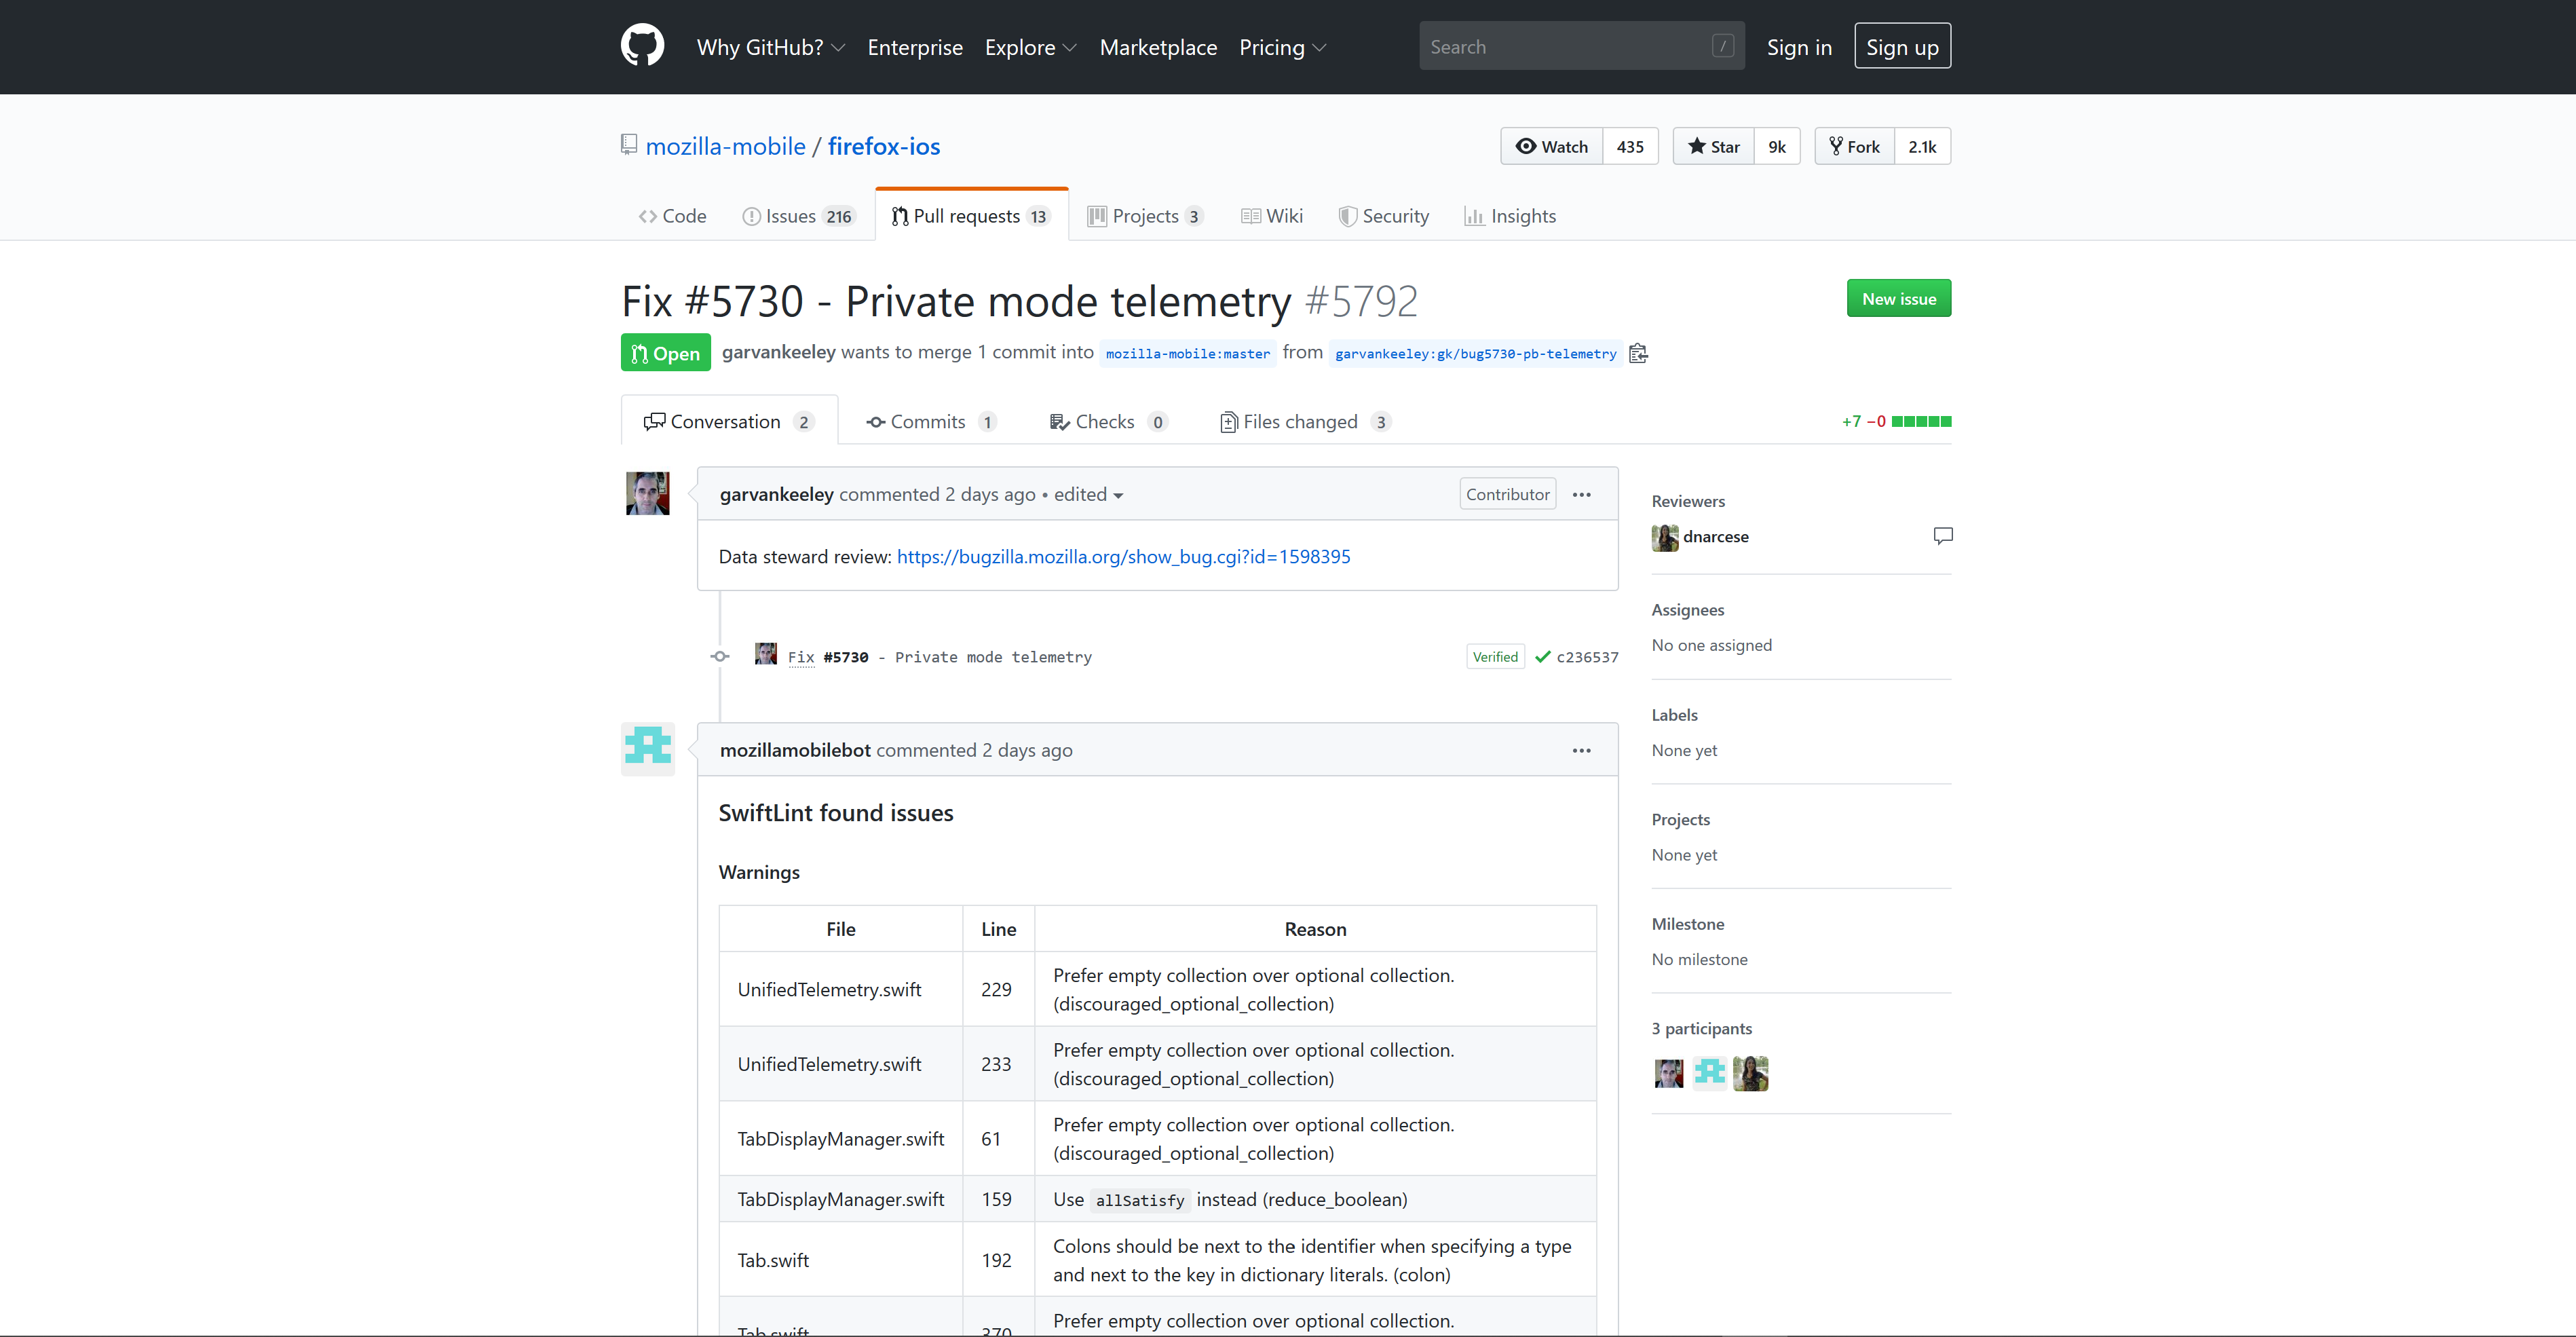 Why GitHub? Enterprise Explore Marketplace Pricing Search / Sign in Sign up
mozilla-mobile / firefox-ios Watch 435 Star 9k Fork 2.1k
Code Issues 216 Pull requests 13 Projects 3 Wiki Security Insights
Fix #5730 - Private mode telemetry #5792 New issue
Open garvankeeley wants to merge 1 commit into mozilla-mobile:master from garvankeeley:gk/bug5730-pb-telemetry
Conversation 2 Commits 1 Checks 0 Files changed 3 +7 −0
garvankeeley commented 2 days ago • edited Contributor
Data steward review: https://bugzilla.mozilla.org/show_bug.cgi?id=1598395
Fix #5730 - Private mode telemetry Verified c236537
mozillamobilebot commented 2 days ago
SwiftLint found issues
Warnings
File Line Reason
UnifiedTelemetry.swift 229 Prefer empty collection over optional collection.
(discouraged_optional_collection)
UnifiedTelemetry.swift 233 Prefer empty collection over optional collection.
(discouraged_optional_collection)
TabDisplayManager.swift 61 Prefer empty collection over optional collection.
(discouraged_optional_collection)
TabDisplayManager.swift 159 Use allSatisfy instead (reduce_boolean)
Tab.swift 192 Colons should be next to the identifier when specifying a type
and next to the key in dictionary literals. (colon)
Tab.swift 370 Prefer empty collection over optional collection.
Reviewers
dnarcese
Assignees
No one assigned
Labels
None yet
Projects
None yet
Milestone
No milestone
3 participants